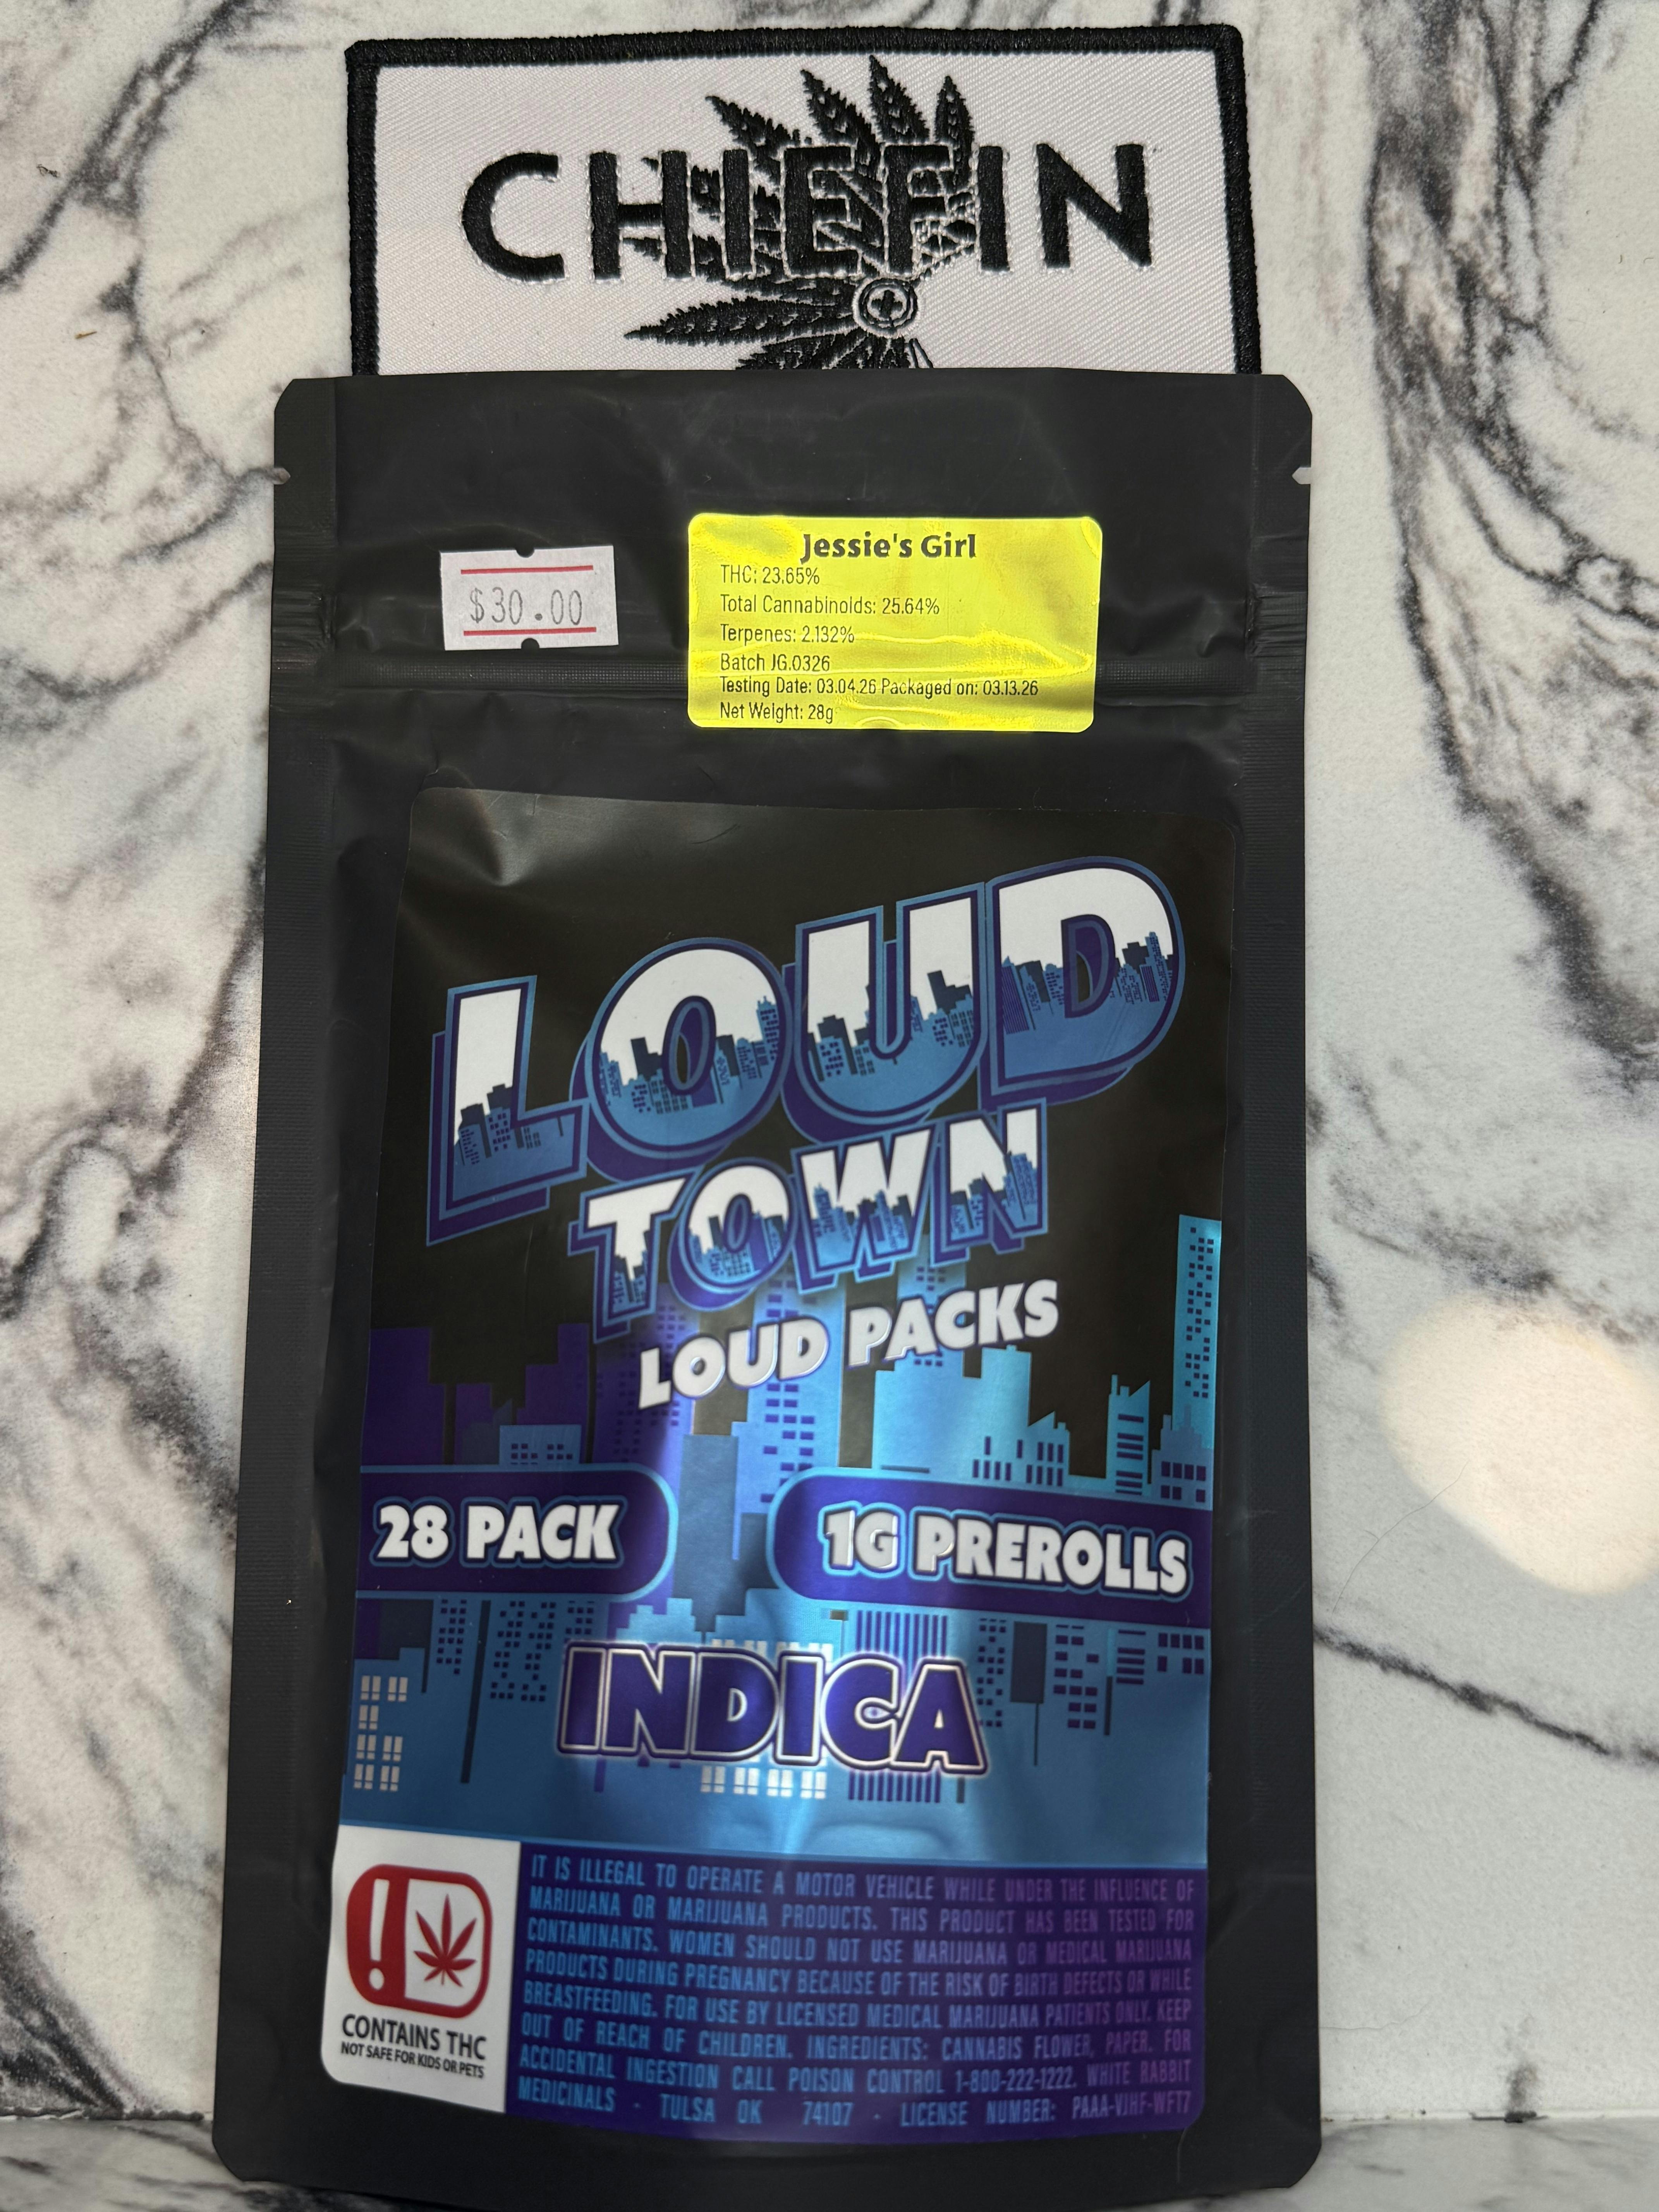 CHIEFIN
$30.00
Jessie's Girl
THC: 23.65%
Total Cannabinoids: 25.64%
Terpenes: 2.132%
Batch JG.0326
Testing Date: 03.04.26 Packaged on: 03.13.26
Net Weight: 28g
LOUD
TOWN
LOUD PACKS
28 PACK
1G PREROLLS
INDICA
IT IS ILLEGAL TO OPERATE A MOTOR VEHICLE WHILE UNDER THE INFLUENCE OF
MARIJUANA OR MARIJUANA PRODUCTS. THIS PRODUCT HAS BEEN TESTED FOR
CONTAMINANTS. WOMEN SHOULD NOT USE MARIJUANA OR MEDICAL MARIJUANA
PRODUCTS DURING PREGNANCY BECAUSE OF THE RISK OF BIRTH DEFECTS OR WHILE
BREASTFEEDING. FOR USE BY LICENSED MEDICAL MARIJUANA PATIENTS ONLY. KEEP
OUT OF REACH OF CHILDREN. INGREDIENTS: CANNABIS FLOWER, PAPER. FOR
ACCIDENTAL INGESTION CALL POISON CONTROL 1-800-222-1222. WHITE RABBIT
MEDICINALS - TULSA OK 74107 - LICENSE NUMBER: PAAA-VJHF-WFT7
CONTAINS THC
NOT SAFE FOR KIDS OR PETS